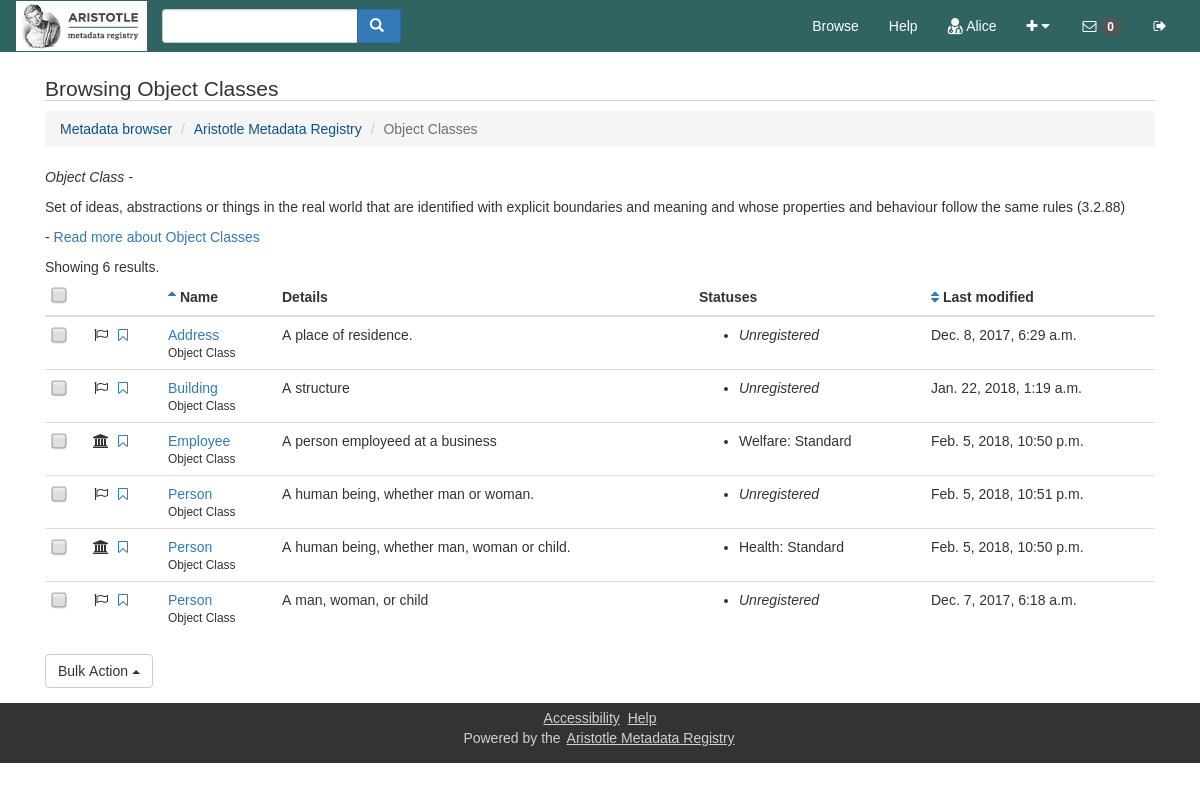 ARISTOTLE
metadata registry
Browse Help Alice 0
Browsing Object Classes
Metadata browser / Aristotle Metadata Registry / Object Classes
Object Class -
Set of ideas, abstractions or things in the real world that are identified with explicit boundaries and meaning and whose properties and behaviour follow the same rules (3.2.88)
- Read more about Object Classes
Showing 6 results.
Name Details Statuses Last modified
Address A place of residence. • Unregistered Dec. 8, 2017, 6:29 a.m.
Object Class
Building A structure • Unregistered Jan. 22, 2018, 1:19 a.m.
Object Class
Employee A person employeed at a business • Welfare: Standard Feb. 5, 2018, 10:50 p.m.
Object Class
Person A human being, whether man or woman. • Unregistered Feb. 5, 2018, 10:51 p.m.
Object Class
Person A human being, whether man, woman or child. • Health: Standard Feb. 5, 2018, 10:50 p.m.
Object Class
Person A man, woman, or child • Unregistered Dec. 7, 2017, 6:18 a.m.
Object Class
Bulk Action
Accessibility Help
Powered by the Aristotle Metadata Registry